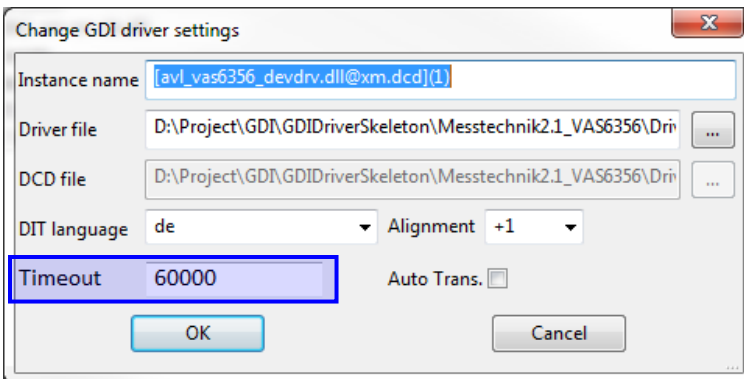 Change GDI driver settings
Instance name [avl_vas6356_devdrv.dll@xm.dcd](1)
Driver file D:\Project\GDI\GDIDriverSkeleton\Messtechnik2.1_VAS6356\Driv ...
DCD file D:\Project\GDI\GDIDriverSkeleton\Messtechnik2.1_VAS6356\Driv ...
DIT language de Alignment +1
Timeout 60000 Auto Trans.
OK Cancel